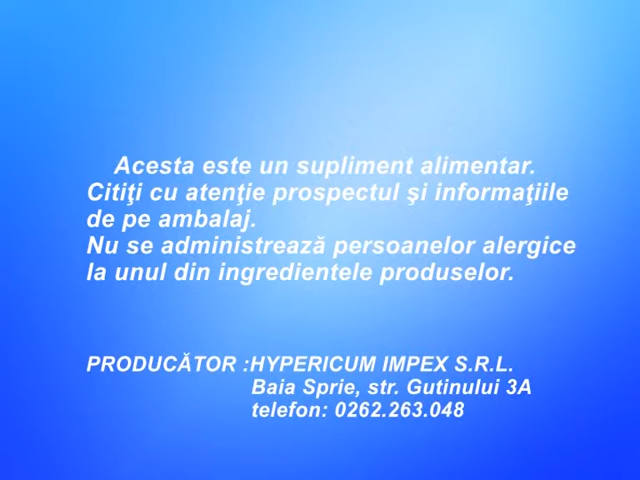 Acesta este un supliment alimentar.
Citiţi cu atenţie prospectul şi informaţiile
de pe ambalaj.
Nu se administrează persoanelor alergice
la unul din ingredientele produselor.
PRODUCĂTOR :HYPERICUM IMPEX S.R.L.
Baia Sprie, str. Gutinului 3A
telefon: 0262.263.048